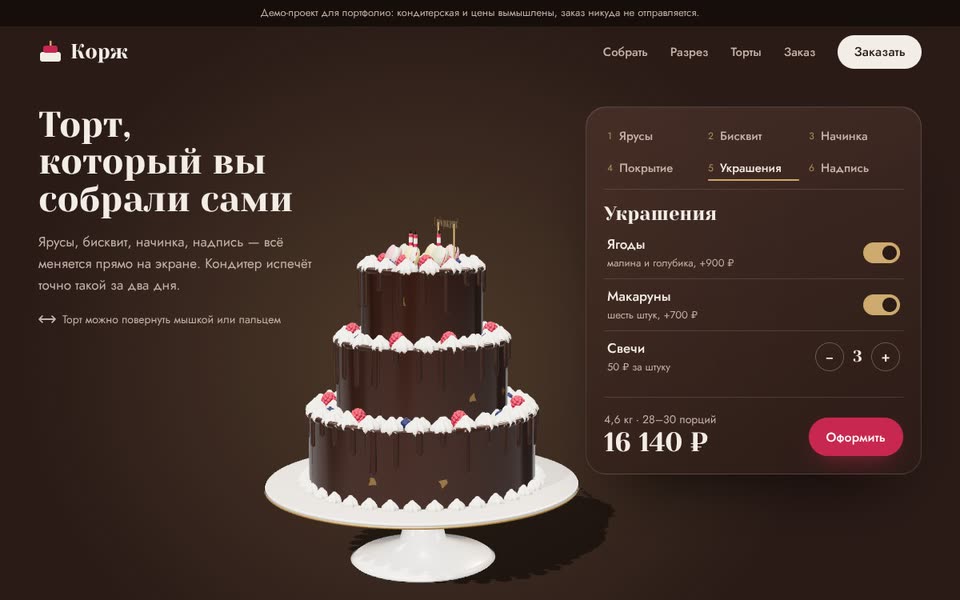 Демо-проект для портфолио: кондитерская и цены вымышлены, заказ никуда не отправляется.
Корж
Собрать Разрез Торты Заказ Заказать
Торт,
который вы
собрали сами
Ярусы, бисквит, начинка, надпись — всё
меняется прямо на экране. Кондитер испечёт
точно такой за два дня.
Торт можно повернуть мышкой или пальцем
1 Ярусы 2 Бисквит 3 Начинка
4 Покрытие 5 Украшения 6 Надпись
Украшения
Ягоды
малина и голубика, +900 ₽
Макаруны
шесть штук, +700 ₽
Свечи
50 ₽ за штуку
− 3 +
4,6 кг · 28–30 порций
16 140 ₽
Оформить